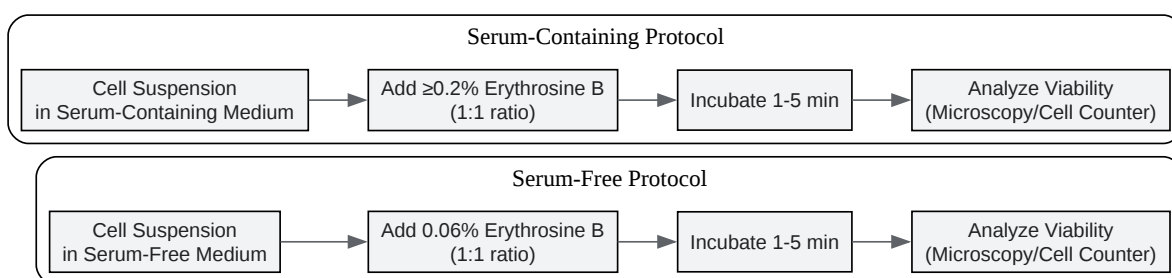 Serum-Containing Protocol
Cell Suspension
in Serum-Containing Medium
Add ≥0.2% Erythrosine B
(1:1 ratio)
Incubate 1-5 min
Analyze Viability
(Microscopy/Cell Counter)
Serum-Free Protocol
Cell Suspension
in Serum-Free Medium
Add 0.06% Erythrosine B
(1:1 ratio)
Incubate 1-5 min
Analyze Viability
(Microscopy/Cell Counter)